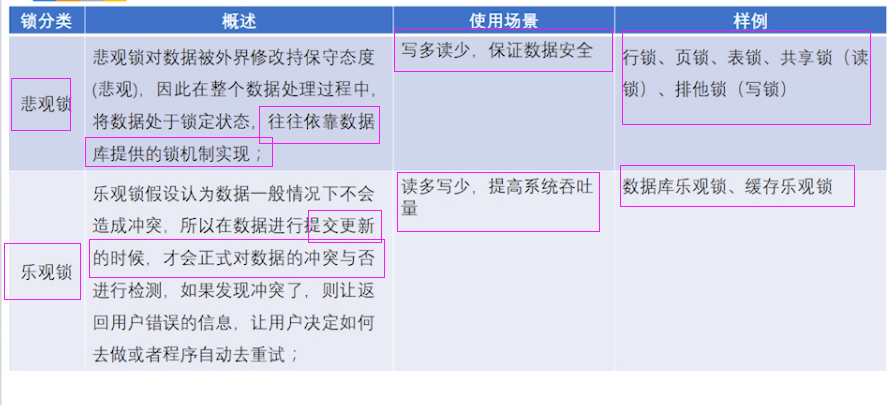 锁分类 概述 使用场景 样例
悲观锁
悲观锁对数据被外界修改持保守态度
(悲观)，因此在整个数据处理过程中，
将数据处于锁定状态，往往依靠数据
库提供的锁机制实现；
写多读少，保证数据安全
行锁、页锁、表锁、共享锁（读
锁）、排他锁（写锁）
乐观锁
乐观锁假设认为数据一般情况下不会
造成冲突，所以在数据进行提交更新
的时候，才会正式对数据的冲突与否
进行检测，如果发现冲突了，则让返
回用户错误的信息，让用户决定如何
去做或者程序自动去重试；
读多写少，提高系统吞吐
量
数据库乐观锁、缓存乐观锁